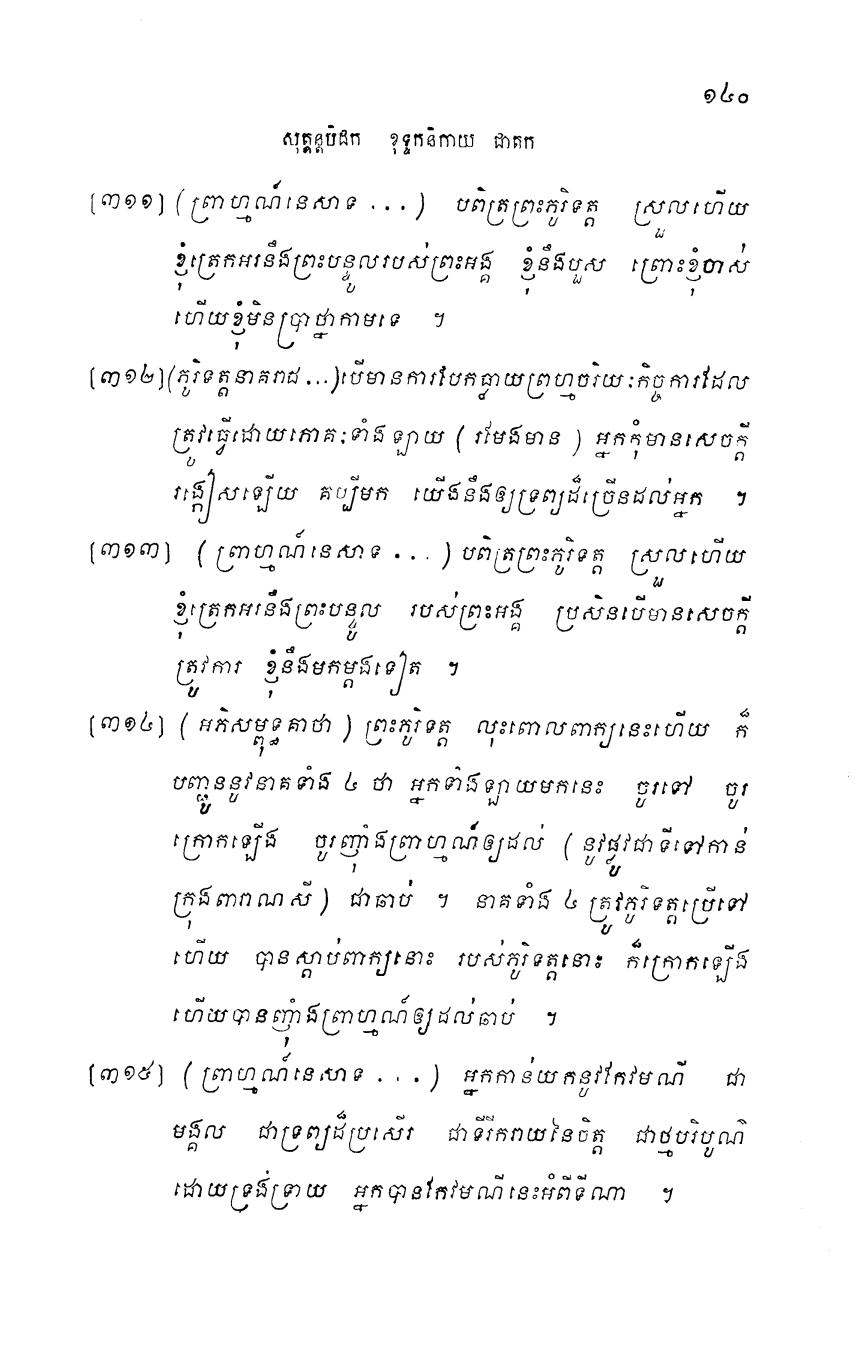 ១៤០
សុត្តន្តបិដក ខុទ្ទកនិកាយ ជាតក
[៣១១] (ព្រាហ្មណ៍នេសាទ ...) បពិត្រព្រះភូរិទត្ត ស្រួលហើយ
ខ្ញុំត្រេកអរនឹងព្រះបន្ទូលរបស់ព្រះអង្គ ខ្ញុំនឹងបួស ព្រោះខ្ញុំចាស់
ហើយខ្ញុំមិនប្រាថ្នាកាមទេ ។
[៣១២] (ភូរិទត្តនាគរាជ ...) បើមានការបែកធ្លាយព្រហ្មចរិយៈកិច្ចការដែល
ត្រូវធ្វើដោយភោគៈទាំងឡាយ ( រមែងមាន ) អ្នកកុំមានសេចក្តី
រង្កៀសឡើយ គប្បីមក យើងនឹងឲ្យទ្រព្យដ៏ច្រើនដល់អ្នក ។
[៣១៣] ( ព្រាហ្មណ៍នេសាទ ... ) បពិត្រព្រះភូរិទត្ត ស្រួលហើយ
ខ្ញុំត្រេកអរនឹងព្រះបន្ទូល របស់ព្រះអង្គ ប្រសិនបើមានសេចក្តី
ត្រូវការ ខ្ញុំនឹងមកម្តងទៀត ។
[៣១៤] ( អភិសម្ពុទ្ធគាថា ) ព្រះភូរិទត្ត លុះពោលពាក្យនេះហើយ ក៏
បញ្ជូននូវនាគទាំង ៤ ថា អ្នកទាំងឡាយមកនេះ ចូរទៅ ចូរ
ក្រោកឡើង ចូរញុំាងព្រាហ្មណ៍ឲ្យដល់ ( នូវផ្លូវជាទីទៅកាន់
ក្រុងពារាណសី ) ជាឆាប់ ។ នាគទាំង ៤ ត្រូវភូរិទត្តប្រើទៅ
ហើយ បានស្តាប់ពាក្យនោះ របស់ភូរិទត្តនោះ ក៏ក្រោកឡើង
ហើយបានញុំាងព្រាហ្មណ៍ឲ្យដល់ឆាប់ ។
[៣១៥] ( ព្រាហ្មណ៍នេសាទ ... ) អ្នកកាន់យកនូវកែវមណី ជា
មង្គល ជាទ្រព្យដ៏ប្រសើរ ជាទីរីករាយនៃចិត្ត ជាថ្មបរិបូណ៌
ដោយទ្រង់ទ្រាយ អ្នកបានកែវមណីនេះអំពីទីណា ។